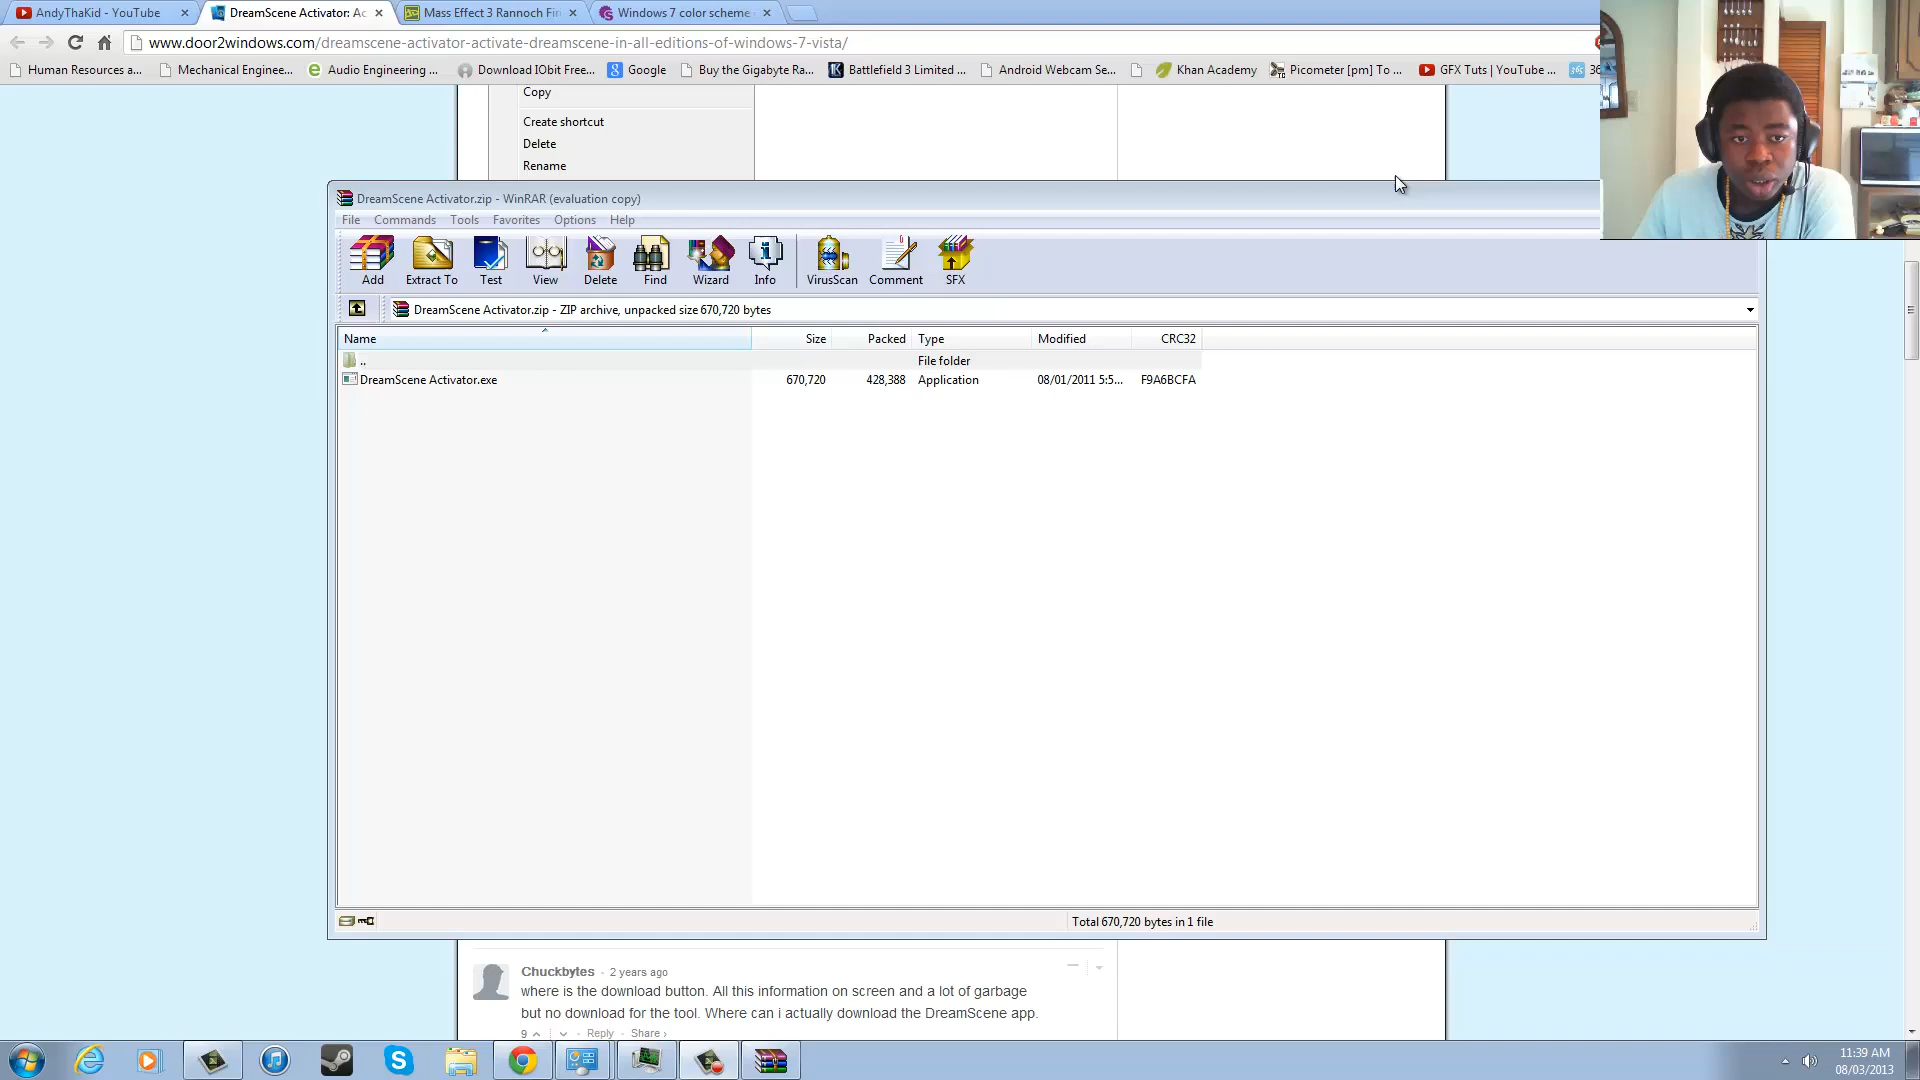 AndyThaKid - YouTube
DreamScene Activator: Ac
Mass Effect 3 Rannoch Fi
Windows 7 color scheme
www.door2windows.com/dreamscene-activator-activate-dreamscene-in-all-editions-of-windows-7-vista/
Human Resources a...
Mechanical Enginee...
Audio Engineering ...
Download IObit Free...
Google
Buy the Gigabyte Ra...
Battlefield 3 Limited ...
Android Webcam Se...
Khan Academy
Picometer [pm] To ...
GFX Tuts | YouTube ...
Copy
Create shortcut
Delete
Rename
DreamScene Activator.zip - WinRAR (evaluation copy)
File Commands Tools Favorites Options Help
Add Extract To Test View Delete Find Wizard Info VirusScan Comment SFX
DreamScene Activator.zip - ZIP archive, unpacked size 670,720 bytes
Name Size Packed Type Modified CRC32
.. File folder
DreamScene Activator.exe 670,720 428,388 Application 08/01/2011 5:5... F9A6BCFA
Total 670,720 bytes in 1 file
Chuckbytes · 2 years ago
where is the download button. All this information on screen and a lot of garbage
but no download for the tool. Where can i actually download the DreamScene app.
9 · Reply · Share ›
11:39 AM
08/03/2013